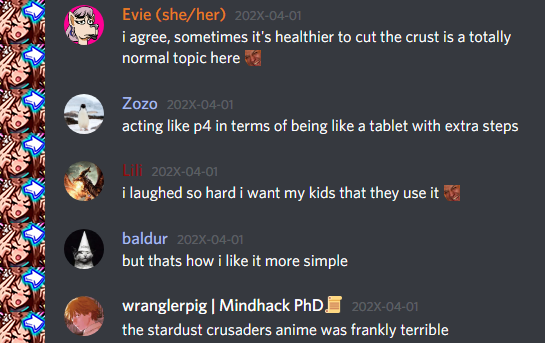 Evie (she/her) 202X-04-01
i agree, sometimes it's healthier to cut the crust is a totally
normal topic here
Zozo 202X-04-01
acting like p4 in terms of being like a tablet with extra steps
Lili 202X-04-01
i laughed so hard i want my kids that they use it
baldur 202X-04-01
but thats how i like it more simple
wranglerpig | Mindhack PhD📜 202X-04-01
the stardust crusaders anime was frankly terrible